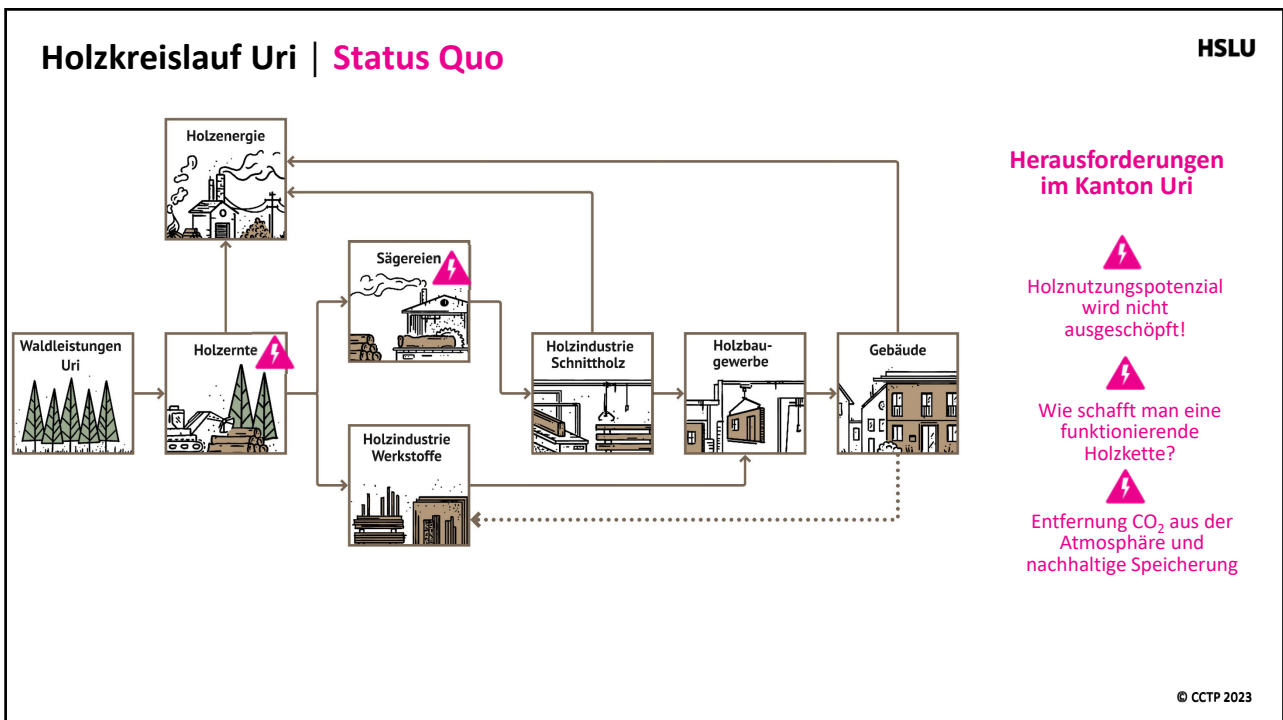 Holzkreislauf Uri | Status Quo
HSLU
Holzenergie
Sägereien
Waldleistungen
Uri
Holzernte
Holzindustrie
Schnittholz
Holzbau-
gewerbe
Gebäude
Holzindustrie
Werkstoffe
Herausforderungen
im Kanton Uri
Holznutzungspotenzial
wird nicht
ausgeschöpft!
Wie schafft man eine
funktionierende
Holzkette?
Entfernung CO₂ aus der
Atmosphäre und
nachhaltige Speicherung
© CCTP 2023